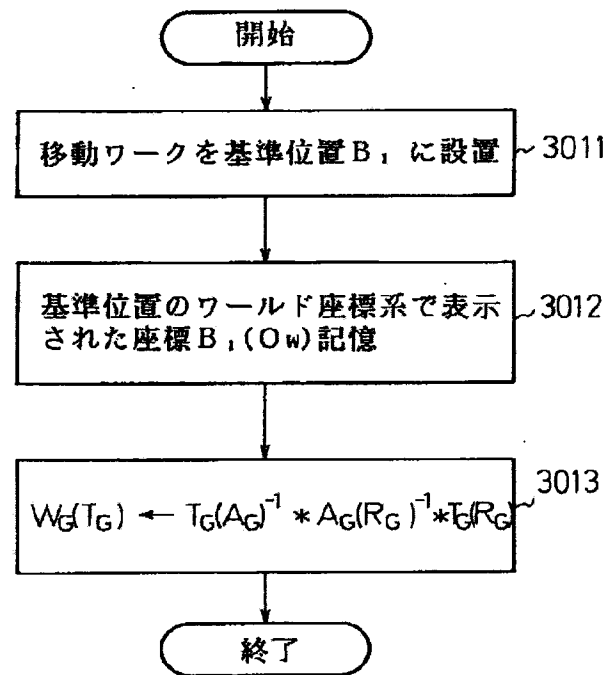 開始
移動ワークを基準位置B₁に設置
3011
基準位置のワールド座標系で表示
された座標B₁(Ow)記憶
3012
W_G(T_G) ← T_G(A_G)⁻¹ * A_G(R_G)⁻¹ * T_G(R_G)
3013
終了